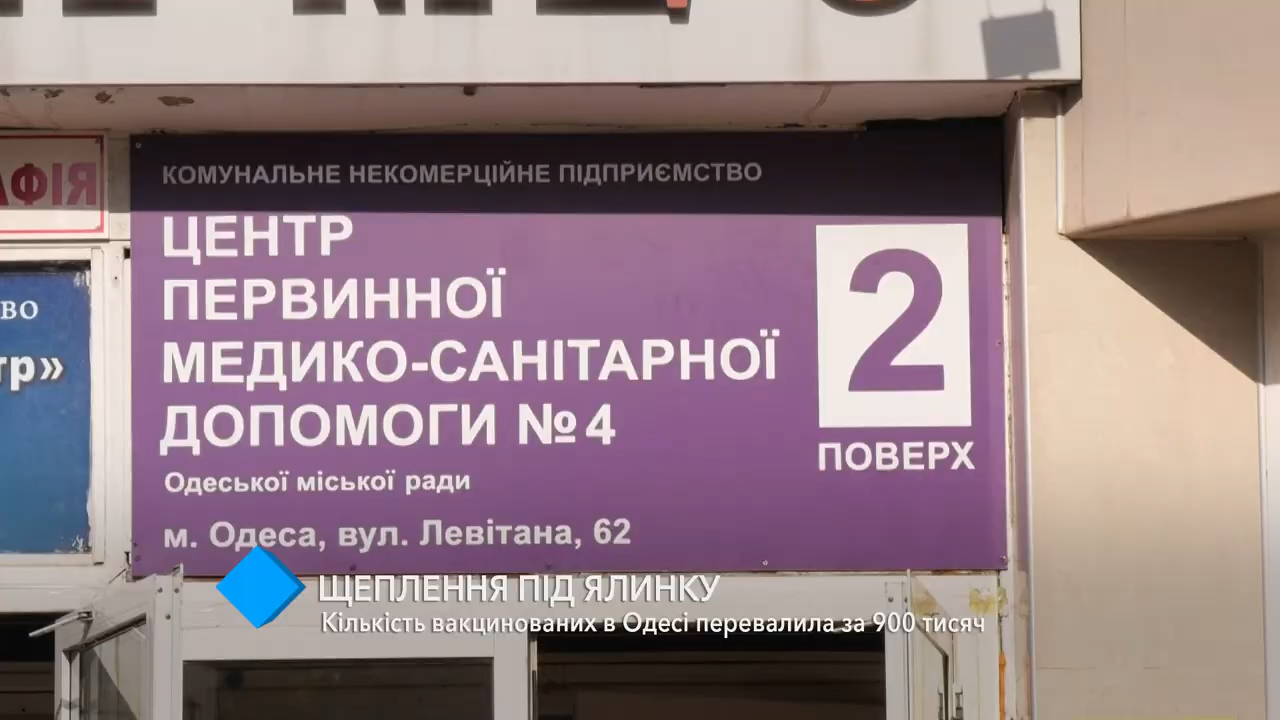 АФІЯ
ВО
тр»
КОМУНАЛЬНЕ НЕКОМЕРЦІЙНЕ ПІДПРИЄМСТВО
ЦЕНТР
ПЕРВИННОЇ
МЕДИКО-САНІТАРНОЇ
ДОПОМОГИ №4
Одеської міської ради
м. Одеса, вул. Левітана, 62
2
ПОВЕРХ
ЩЕПЛЕННЯ ПІД ЯЛИНКУ
Кількість вакцинованих в Одесі перевалила за 900 тисяч